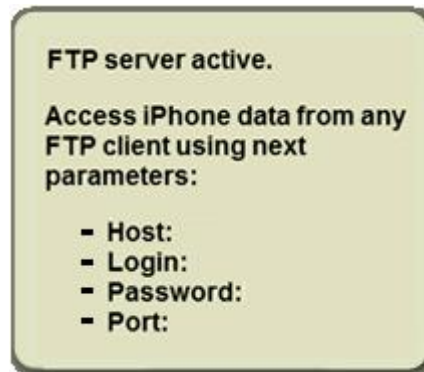 FTP server active.
Access iPhone data from any
FTP client using next
parameters:
- Host:
- Login:
- Password:
- Port: